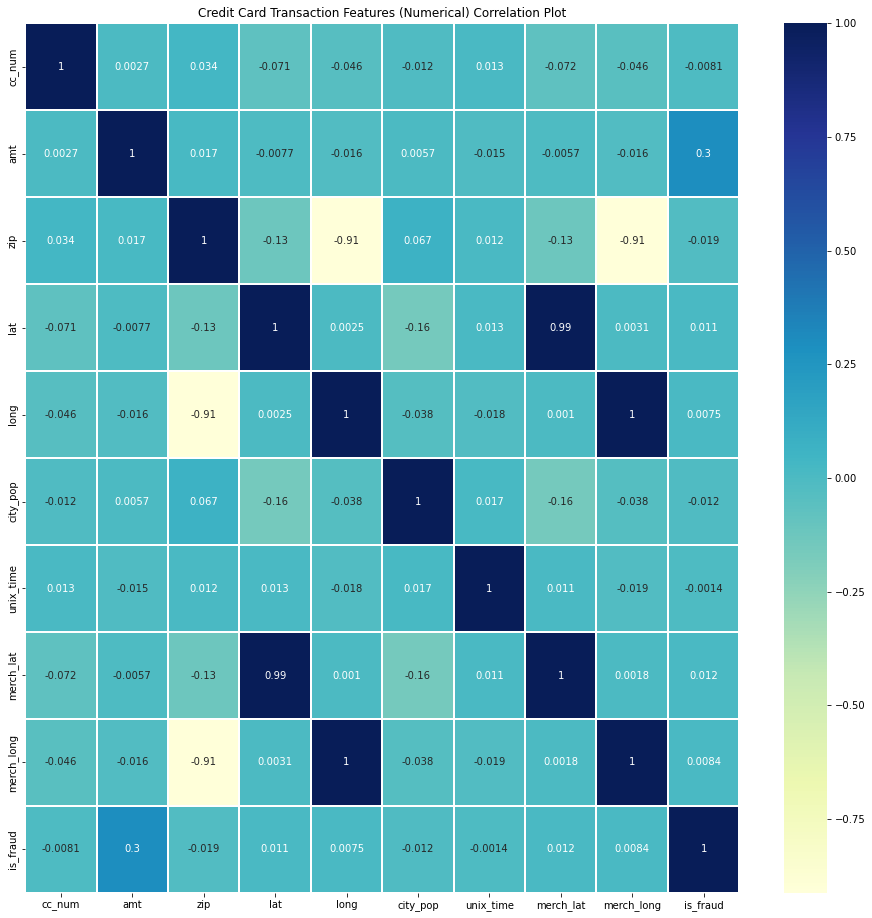 Credit Card Transaction Features (Numerical) Correlation Plot
cc_num 1 0.0027 0.034 -0.071 -0.046 -0.012 0.013 -0.072 -0.046 -0.0081
amt 0.0027 1 0.017 -0.0077 -0.016 0.0057 -0.015 -0.0057 -0.016 0.3
zip 0.034 0.017 1 -0.13 -0.91 0.067 0.012 -0.13 -0.91 -0.019
lat -0.071 -0.0077 -0.13 1 0.0025 -0.16 0.013 0.99 0.0031 0.011
long -0.046 -0.016 -0.91 0.0025 1 -0.038 -0.018 0.001 1 0.0075
city_pop -0.012 0.0057 0.067 -0.16 -0.038 1 0.017 -0.16 -0.038 -0.012
unix_time 0.013 -0.015 0.012 0.013 -0.018 0.017 1 0.011 -0.019 -0.0014
merch_lat -0.072 -0.0057 -0.13 0.99 0.001 -0.16 0.011 1 0.0018 0.012
merch_long -0.046 -0.016 -0.91 0.0031 1 -0.038 -0.019 0.0018 1 0.0084
is_fraud -0.0081 0.3 -0.019 0.011 0.0075 -0.012 -0.0014 0.012 0.0084 1
cc_num amt zip lat long city_pop unix_time merch_lat merch_long is_fraud
1.00
0.75
0.50
0.25
0.00
−0.25
−0.50
−0.75